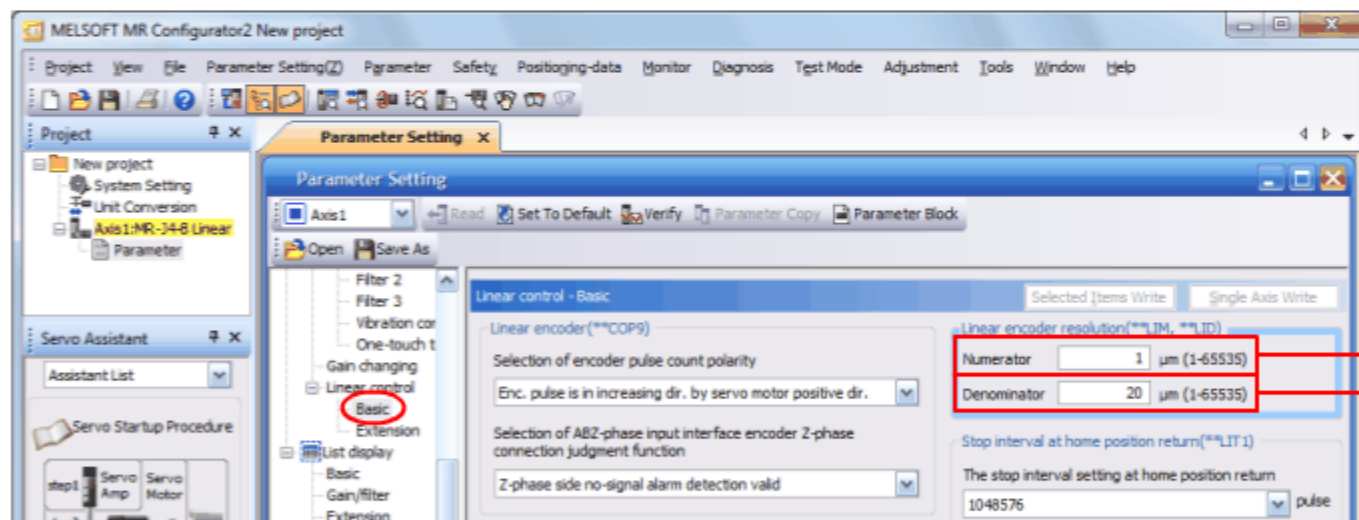 MELSOFT MR Configurator2 New project
Project View File Parameter Setting(Z) Parameter Safety Positioning-data Monitor Diagnosis Test Mode Adjustment Tools Window Help
Project
Parameter Setting
New project
System Setting
Unit Conversion
Axis1:MR-J4-B Linear
Parameter
Parameter Setting
Axis1 Read Set To Default Verify Parameter Copy Parameter Block
Open Save As
Filter 2
Filter 3
Vibration cor
One-touch t
Gain changing
Linear control
Basic
Extension
List display
Basic
Gain/filter
Extension
Servo Assistant
Assistant List
Servo Startup Procedure
step1 Servo Amp Servo Motor
Linear control - Basic Selected Items Write Single Axis Write
Linear encoder(**COP9)
Selection of encoder pulse count polarity
Enc. pulse is in increasing dir. by servo motor positive dir.
Selection of ABZ-phase input interface encoder Z-phase
connection judgment function
Z-phase side no-signal alarm detection valid
Linear encoder resolution(**LIM, **LID)
Numerator 1 µm (1-65535)
Denominator 20 µm (1-65535)
Stop interval at home position return(**LIT1)
The stop interval setting at home position return
1048576 pulse